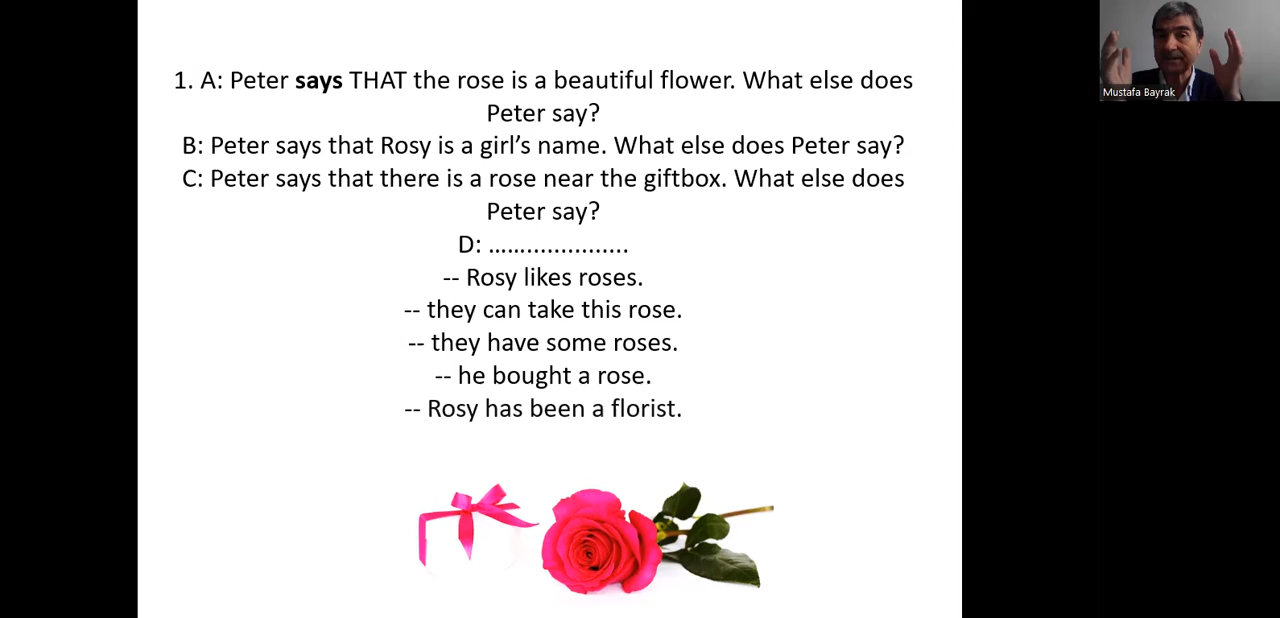 1. A: Peter says THAT the rose is a beautiful flower. What else does
Peter say?
B: Peter says that Rosy is a girl’s name. What else does Peter say?
C: Peter says that there is a rose near the giftbox. What else does
Peter say?
D: ......................
-- Rosy likes roses.
-- they can take this rose.
-- they have some roses.
-- he bought a rose.
-- Rosy has been a florist.
Mustafa Bayrak